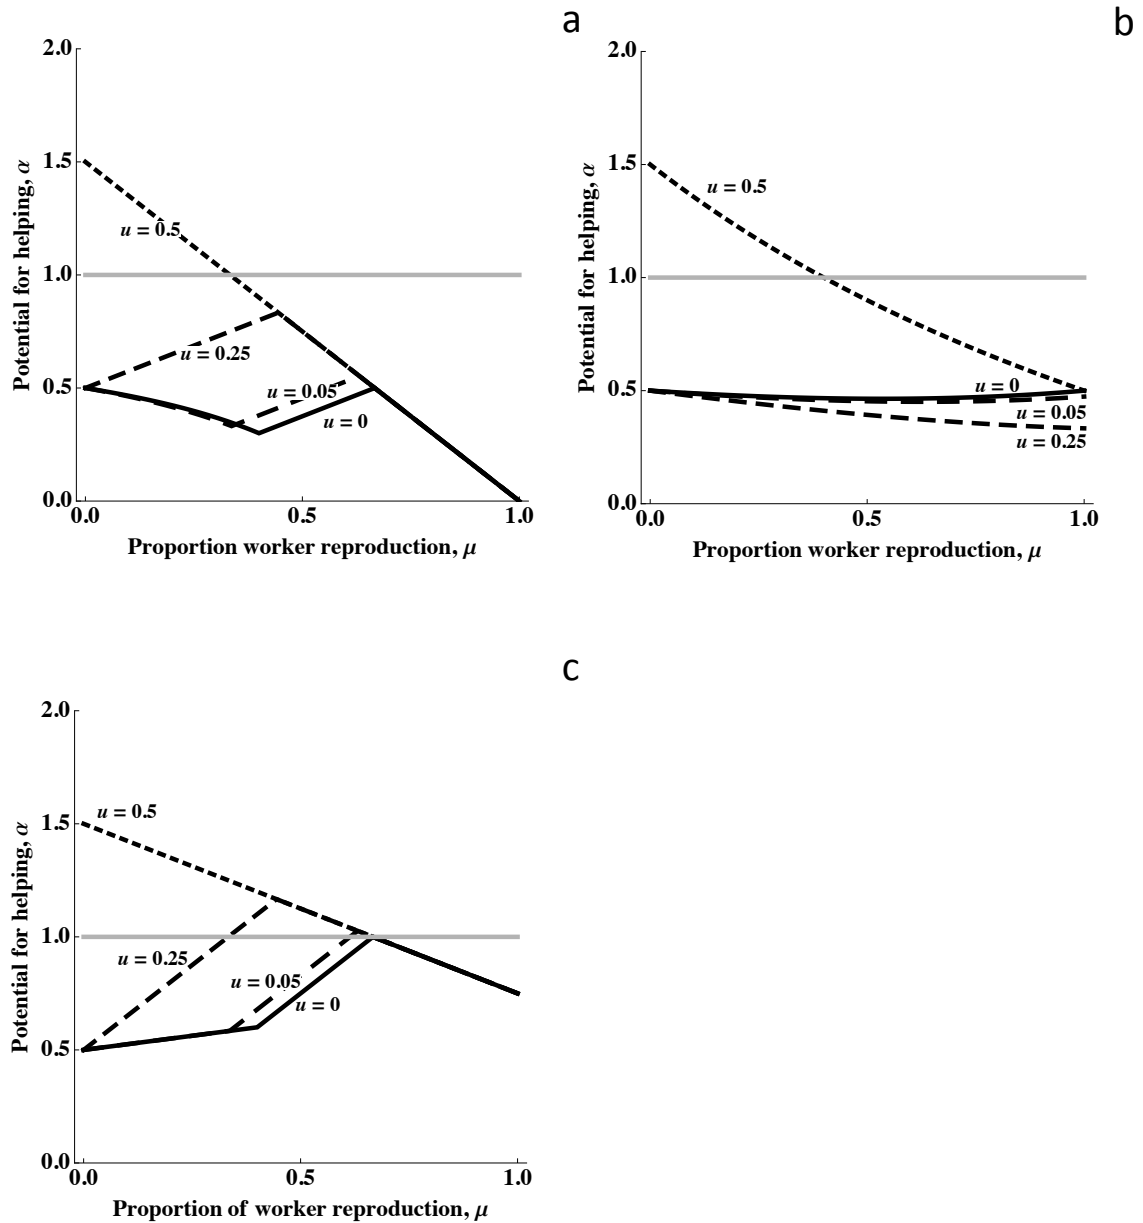 a
2.0
1.5
1.0
0.5
0.0
Potential for helping, α
u = 0.5
u = 0.25
u = 0.05
u = 0
0.0 0.5 1.0
Proportion worker reproduction, μ
b
2.0
1.5
1.0
0.5
0.0
Potential for helping, α
u = 0.5
u = 0
u = 0.05
u = 0.25
0.0 0.5 1.0
Proportion worker reproduction, μ
c
2.0
1.5
1.0
0.5
0.0
Potential for helping, α
u = 0.5
u = 0.25
u = 0.05
u = 0
0.0 0.5 1.0
Proportion of worker reproduction, μ